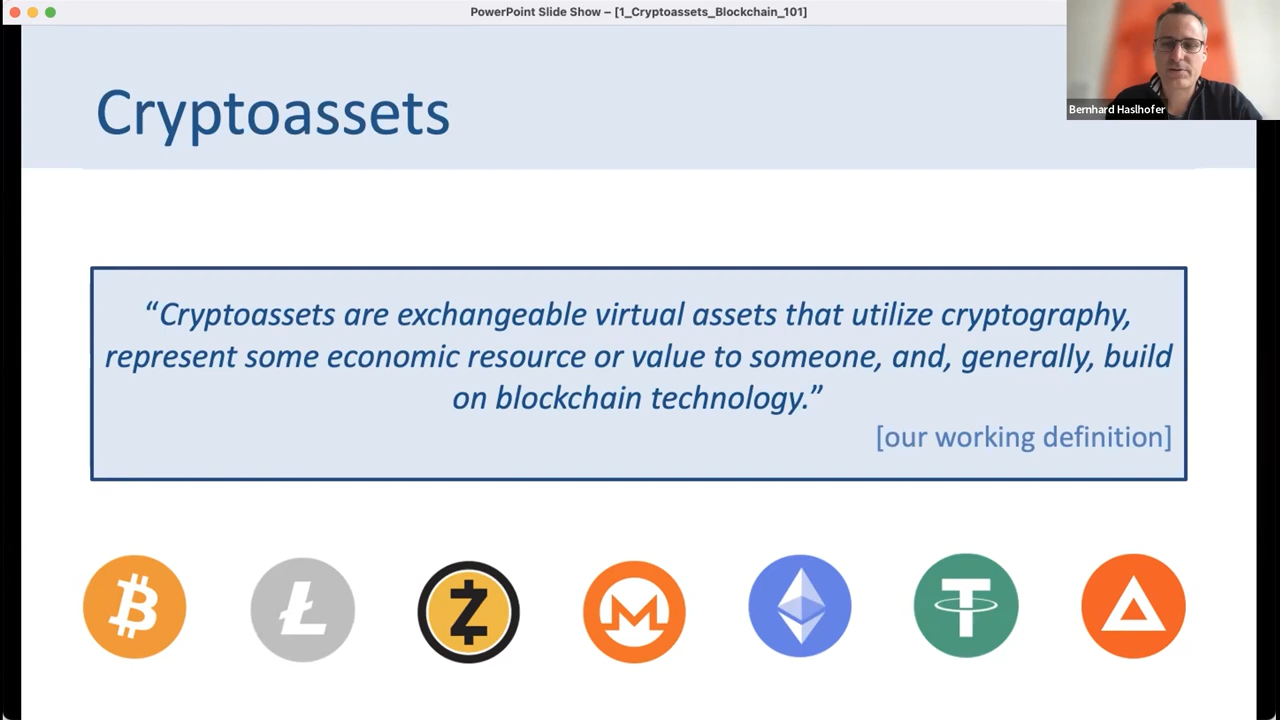 PowerPoint Slide Show – [1_Cryptoassets_Blockchain_101]
Bernhard Haslhofer
Cryptoassets
“Cryptoassets are exchangeable virtual assets that utilize cryptography,
represent some economic resource or value to someone, and, generally, build
on blockchain technology.”
[our working definition]